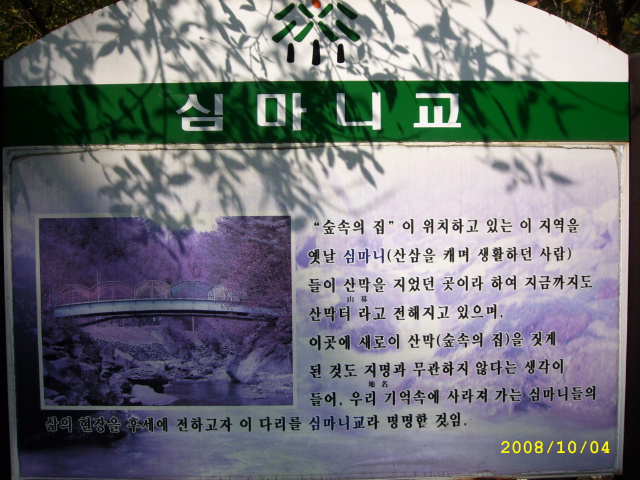 심마니교
“숲속의 집”이 위치하고 있는 이 지역을
옛날 심마니(산삼을 캐며 생활하던 사람)
들이 산막을 지었던 곳이라 하여 지금까지도
山幕
산막터 라고 전해지고 있으며,
이곳에 새로이 산막(숲속의 집)을 짓게
된 것도 지명과 무관하지 않다는 생각이
地名
들어, 우리 기억속에 사라져 가는 심마니들의
삶의 현장을 후세에 전하고자 이 다리를 심마니교라 명명한 것임.
2008/10/04